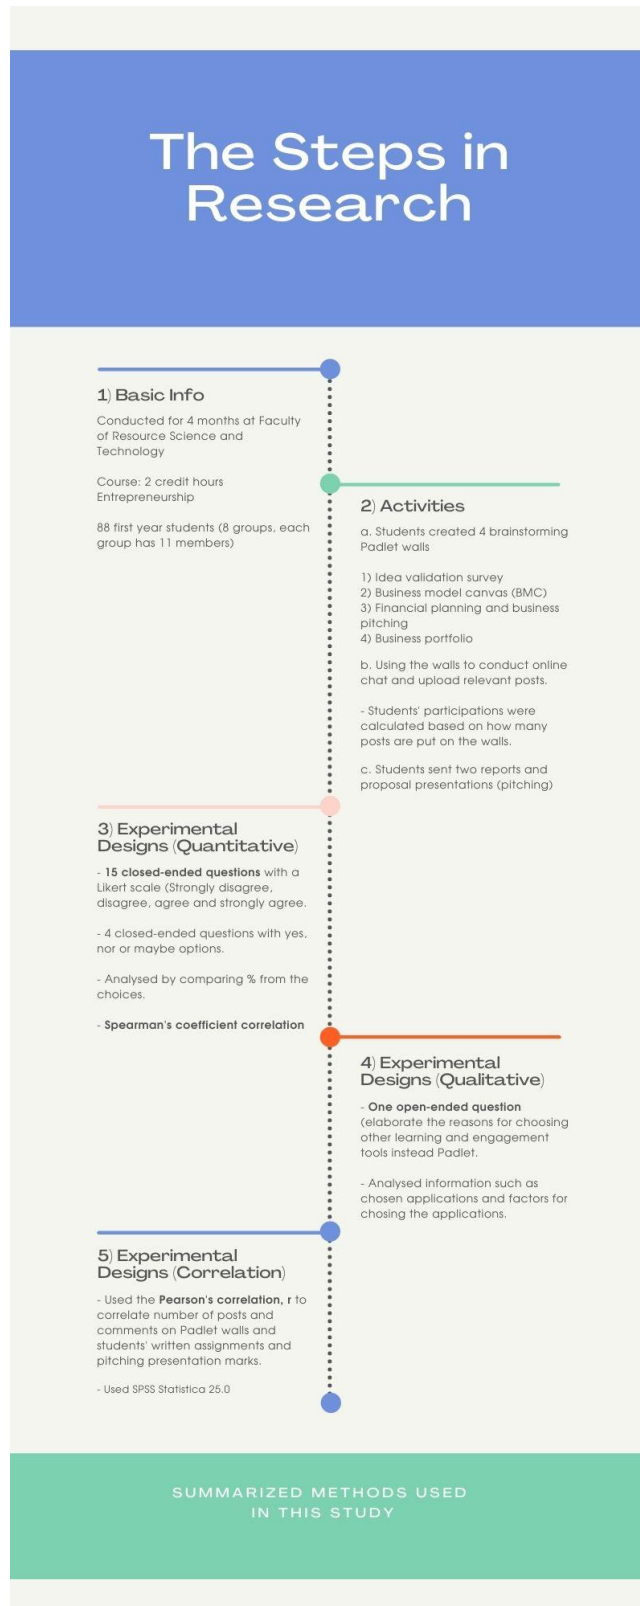 The Steps in
Research
1) Basic Info
Conducted for 4 months at Faculty
of Resource Science and
Technology
Course: 2 credit hours
Entrepreneurship
88 first year students (8 groups, each
group has 11 members)
2) Activities
a. Students created 4 brainstorming
Padlet walls
1) Idea validation survey
2) Business model canvas (BMC)
3) Financial planning and business
pitching
4) Business portfolio
b. Using the walls to conduct online
chat and upload relevant posts.
- Students' participations were
calculated based on how many
posts are put on the walls.
c. Students sent two reports and
proposal presentations (pitching)
3) Experimental
Designs (Quantitative)
- 15 closed-ended questions with a
Likert scale (Strongly disagree,
disagree, agree and strongly agree.
- 4 closed-ended questions with yes,
nor or maybe options.
- Analysed by comparing % from the
choices.
- Spearman's coefficient correlation
4) Experimental
Designs (Qualitative)
- One open-ended question
(elaborate the reasons for choosing
other learning and engagement
tools instead Padlet.
- Analysed information such as
chosen applications and factors for
chosing the applications.
5) Experimental
Designs (Correlation)
- Used the Pearson's correlation, r to
correlate number of posts and
comments on Padlet walls and
students' written assignments and
pitching presentation marks.
- Used SPSS Statistica 25.0
SUMMARIZED METHODS USED
IN THIS STUDY